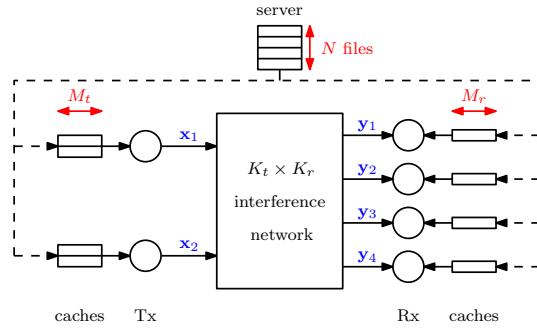 server
N files
M_t
M_r
x_1
y_1
K_t × K_r
y_2
interference
y_3
network
x_2
y_4
caches Tx Rx caches